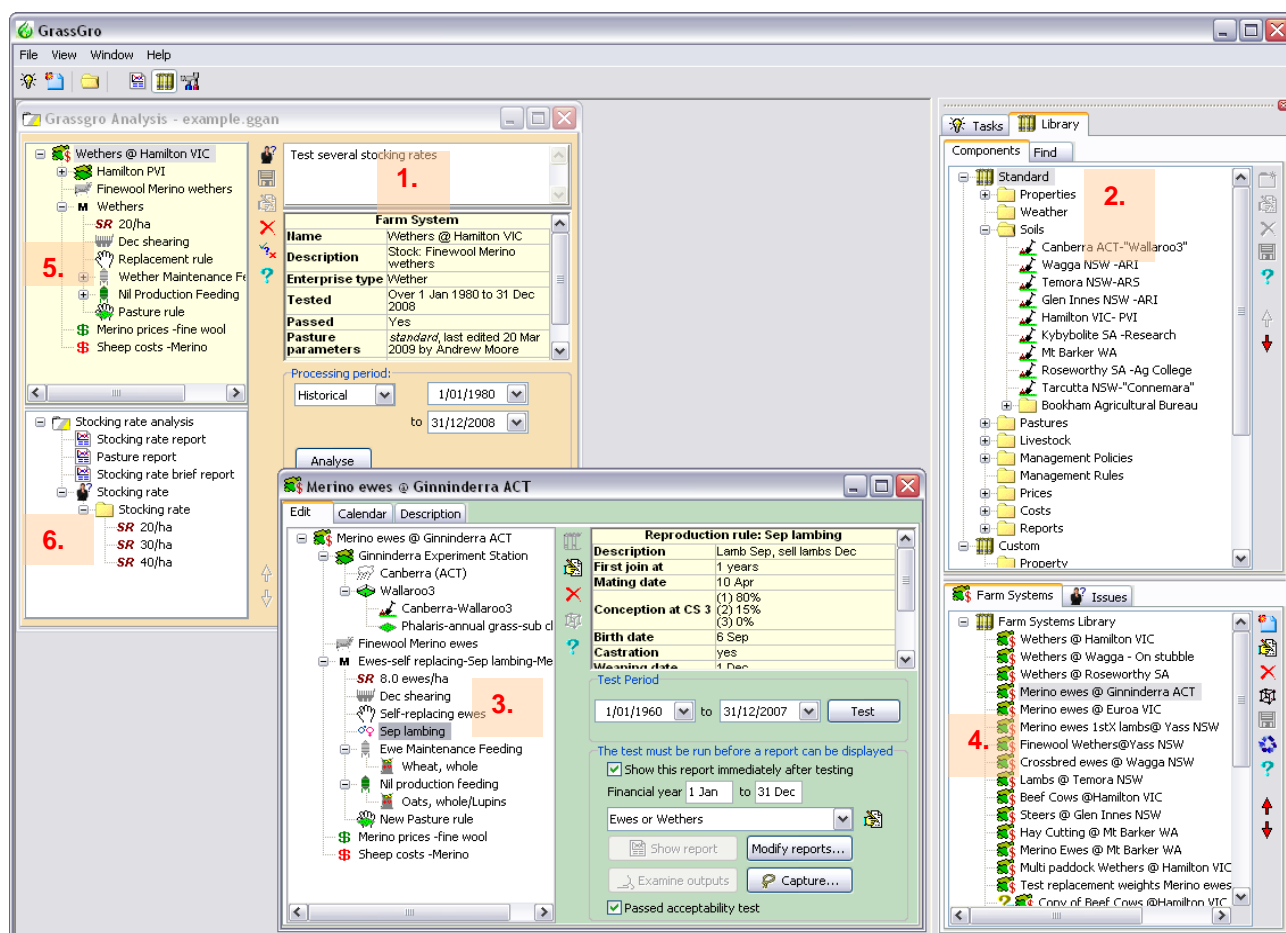 GrassGro
File View Window Help
Grassgro Analysis - example.ggan
Wethers @ Hamilton VIC
Hamilton PVI
Finewool Merino wethers
M Wethers
SR 20/ha
Dec shearing
5.
Replacement rule
Wether Maintenance Fe
Nil Production Feeding
Pasture rule
$ Merino prices -fine wool
$ Sheep costs -Merino
Test several stocking rates
1.
Farm System
Name Wethers @ Hamilton VIC
Description Stock: Finewool Merino
wethers
Enterprise type Wether
Tested Over 1 Jan 1980 to 31 Dec
2008
Passed Yes
Pasture parameters standard, last edited 20 Mar
2009 by Andrew Moore
Processing period:
Historical 1/01/1980
to 31/12/2008
Analyse
Stocking rate analysis
Stocking rate report
Pasture report
Stocking rate brief report
Stocking rate
Stocking rate
6.
SR 20/ha
SR 30/ha
SR 40/ha
Merino ewes @ Ginninderra ACT
Edit Calendar Description
Merino ewes @ Ginninderra ACT
Ginninderra Experiment Station
Canberra (ACT)
Wallaroo3
Canberra-Wallaroo3
Phalaris-annual grass-sub cl
Finewool Merino ewes
M Ewes-self replacing-Sep lambing-Me
SR 8.0 ewes/ha
Dec shearing
3.
Self-replacing ewes
Sep lambing
Ewe Maintenance Feeding
Wheat, whole
Nil production feeding
Oats, whole/Lupins
New Pasture rule
$ Merino prices -fine wool
$ Sheep costs -Merino
Reproduction rule: Sep lambing
Description Lamb Sep, sell lambs Dec
First join at 1 years
Mating date 10 Apr
Conception at CS 3 (1) 80%
(2) 15%
(3) 0%
Birth date 6 Sep
Castration yes
Weaning date 1 Dec
Test Period
1/01/1960 to 31/12/2007 Test
The test must be run before a report can be displayed
Show this report immediately after testing
Financial year 1 Jan to 31 Dec
Ewes or Wethers
Show report Modify reports...
Examine outputs Capture...
Passed acceptability test
Tasks Library
Components Find
Standard
2.
Properties
Weather
Soils
Canberra ACT-"Wallaroo3"
Wagga NSW -ARI
Temora NSW-ARS
Glen Innes NSW -ARI
Hamilton VIC- PVI
Kybybolite SA -Research
Mt Barker WA
Roseworthy SA -Ag College
Tarcutta NSW-"Connemara"
Bookham Agricultural Bureau
Pastures
Livestock
Management Policies
Management Rules
Prices
Costs
Reports
Custom
Property
Farm Systems Issues
Farm Systems Library
Wethers @ Hamilton VIC
Wethers @ Wagga - On stubble
Wethers @ Roseworthy SA
Merino ewes @ Ginninderra ACT
Merino ewes @ Euroa VIC
Merino ewes 1stX lambs@ Yass NSW
4.
Finewool Wethers@Yass NSW
Crossbred ewes @ Wagga NSW
Lambs @ Temora NSW
Beef Cows @Hamilton VIC
Steers @ Glen Innes NSW
Hay Cutting @ Mt Barker WA
Merino Ewes @ Mt Barker WA
Multi paddock Wethers @ Hamilton VIC
Test replacement weights Merino ewes
Copy of Beef Cows @Hamilton VIC